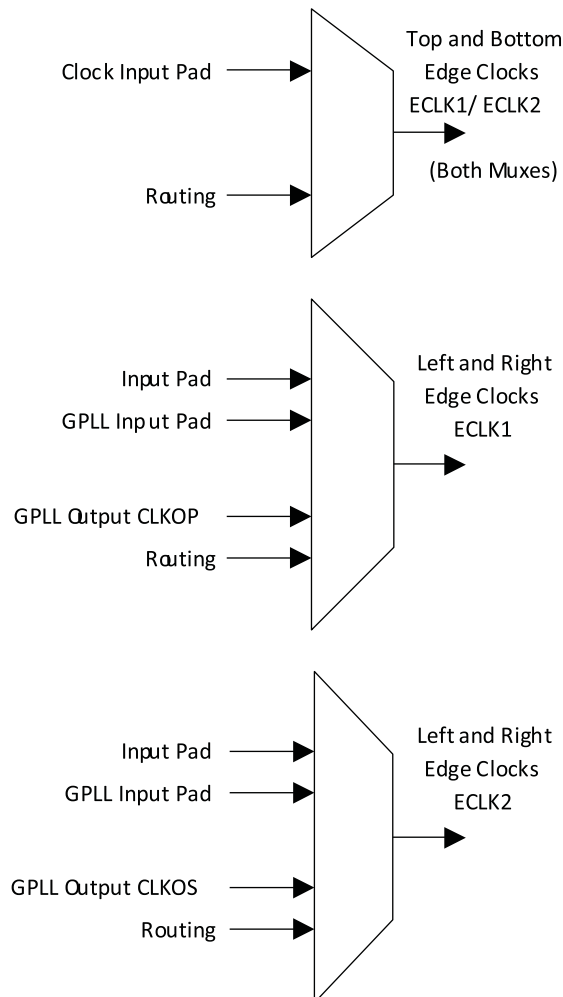 Clock Input Pad
Routing
Top and Bottom
Edge Clocks
ECLK1/ ECLK2
(Both Muxes)
Input Pad
GPLL Input Pad
GPLL Output CLKOP
Routing
Left and Right
Edge Clocks
ECLK1
Input Pad
GPLL Input Pad
GPLL Output CLKOS
Routing
Left and Right
Edge Clocks
ECLK2